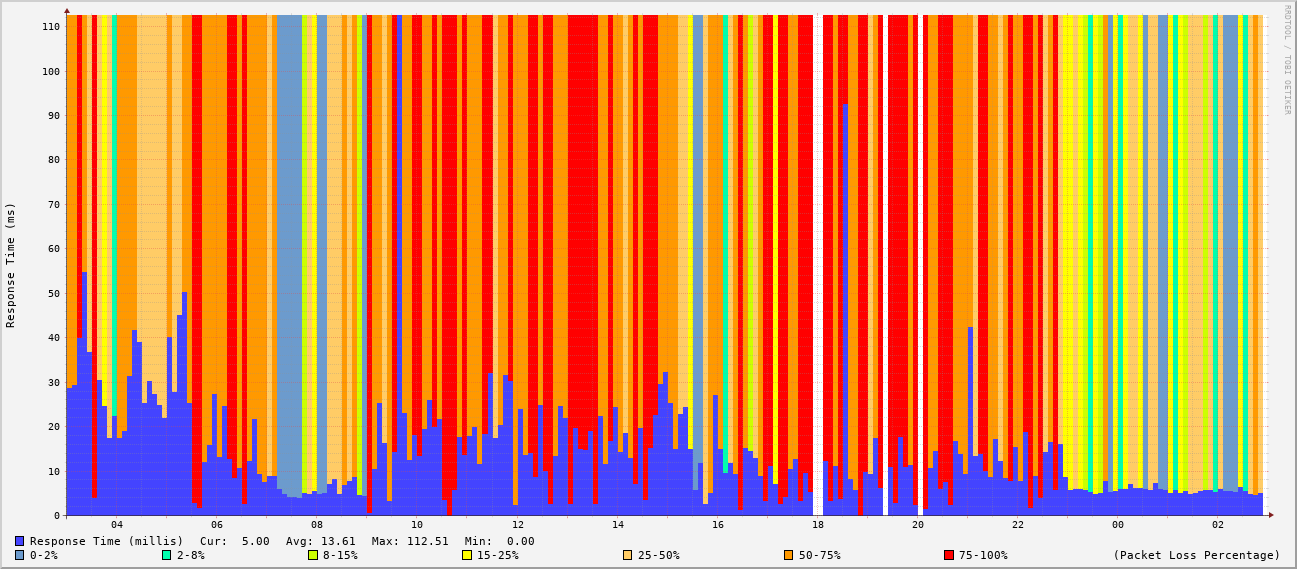 RRDTOOL / TOBI OETIKER
Response Time (ms)
110
100
90
80
70
60
50
40
30
20
10
0
04 06 08 10 12 14 16 18 20 22 00 02
Response Time (millis) Cur: 5.00 Avg: 13.61 Max: 112.51 Min: 0.00
0-2% 2-8% 8-15% 15-25% 25-50% 50-75% 75-100% (Packet Loss Percentage)